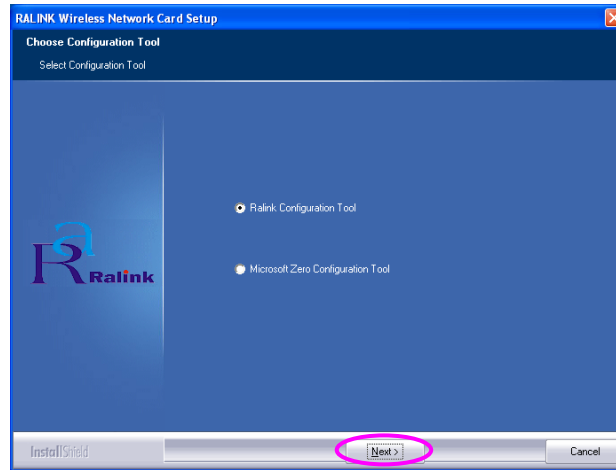 RALINK Wireless Network Card Setup
Choose Configuration Tool
Select Configuration Tool
Ralink Configuration Tool
Microsoft Zero Configuration Tool
Ralink
InstallShield
Next >
Cancel